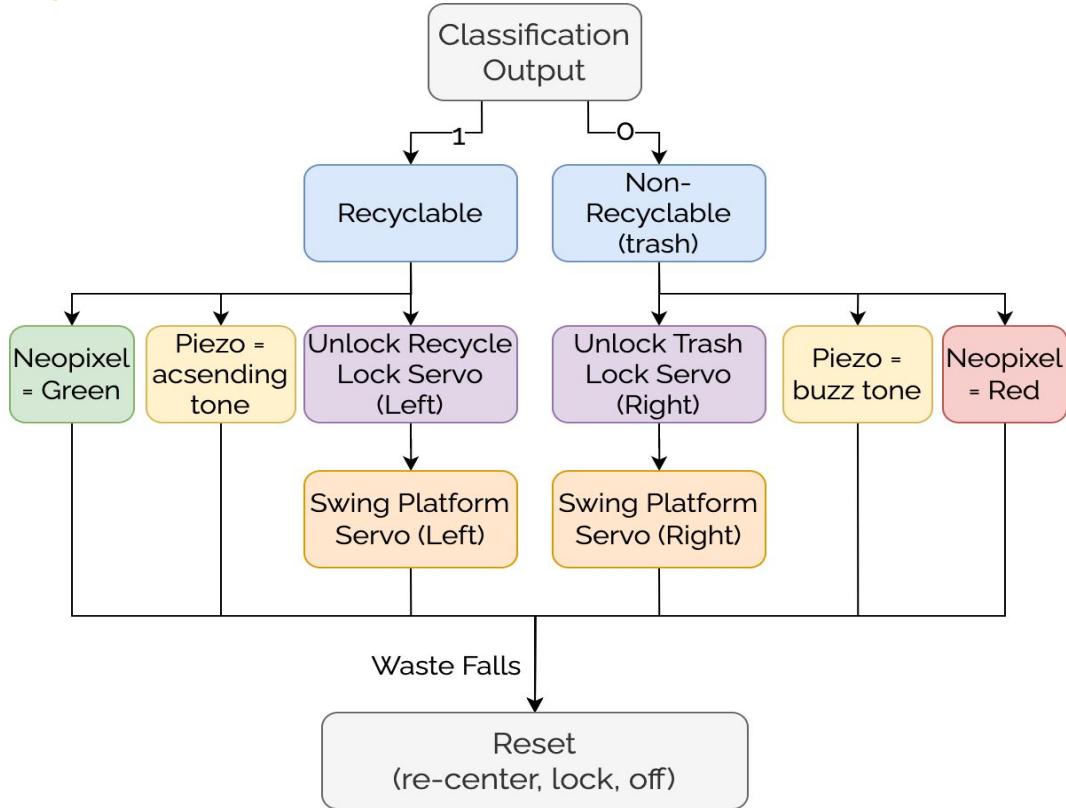 Classification
Output
1
0
Recyclable
Non-
Recyclable
(trash)
Neopixel
= Green
Piezo =
acsending
tone
Unlock Recycle
Lock Servo
(Left)
Unlock Trash
Lock Servo
(Right)
Piezo =
buzz tone
Neopixel
= Red
Swing Platform
Servo (Left)
Swing Platform
Servo (Right)
Waste Falls
Reset
(re-center, lock, off)